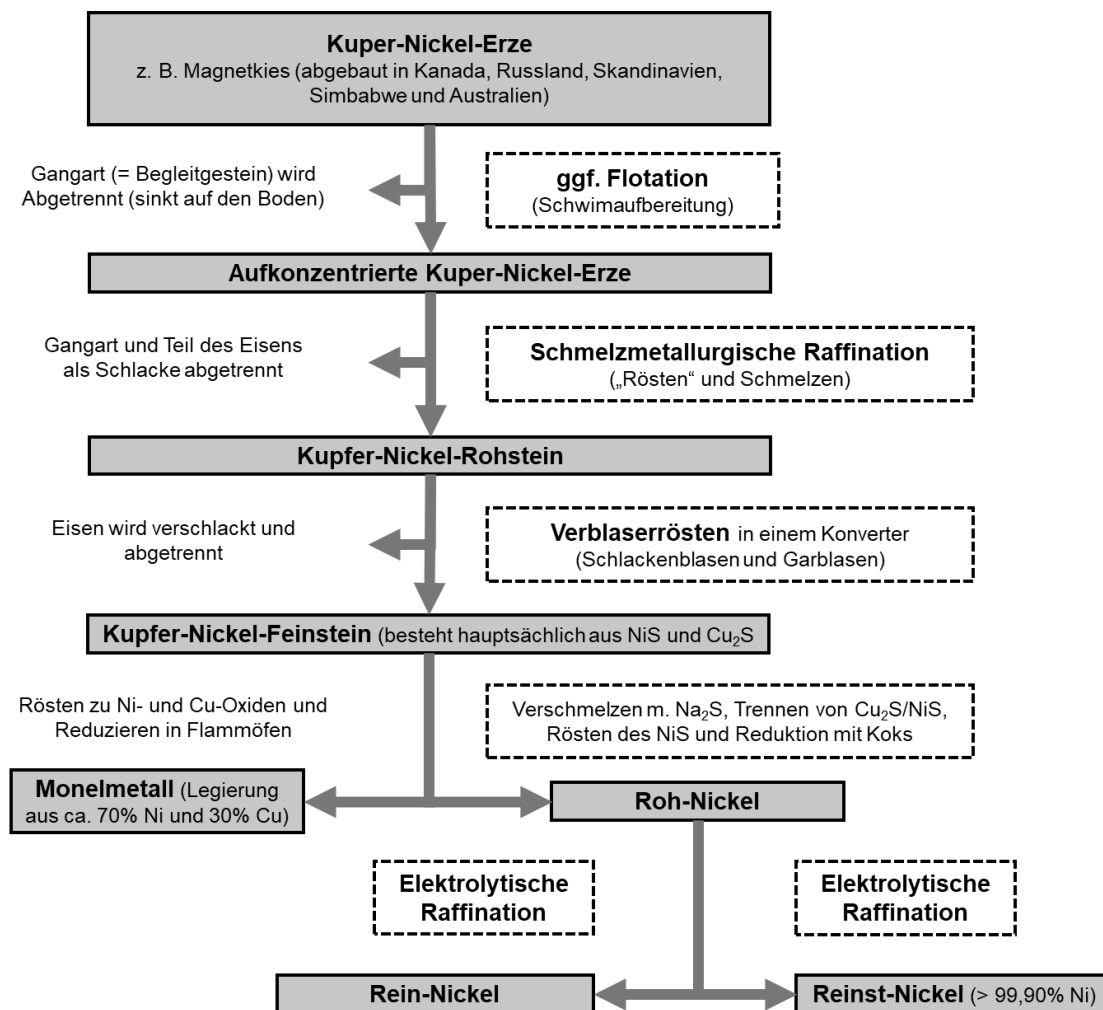 Kuper-Nickel-Erze
z. B. Magnetkies (abgebaut in Kanada, Russland, Skandinavien,
Simbabwe und Australien)
Gangart (= Begleitgestein) wird
Abgetrennt (sinkt auf den Boden)
ggf. Flotation
(Schwimaufbereitung)
Aufkonzentrierte Kuper-Nickel-Erze
Gangart und Teil des Eisens
als Schlacke abgetrennt
Schmelzmetallurgische Raffination
(„Rösten“ und Schmelzen)
Kupfer-Nickel-Rohstein
Eisen wird verschlackt und
abgetrennt
Verblaserrösten in einem Konverter
(Schlackenblasen und Garblasen)
Kupfer-Nickel-Feinstein (besteht hauptsächlich aus NiS und Cu₂S
Rösten zu Ni- und Cu-Oxiden und
Reduzieren in Flammöfen
Verschmelzen m. Na₂S, Trennen von Cu₂S/NiS,
Rösten des NiS und Reduktion mit Koks
Monelmetall (Legierung
aus ca. 70% Ni und 30% Cu)
Roh-Nickel
Elektrolytische
Raffination
Elektrolytische
Raffination
Rein-Nickel
Reinst-Nickel (> 99,90% Ni)